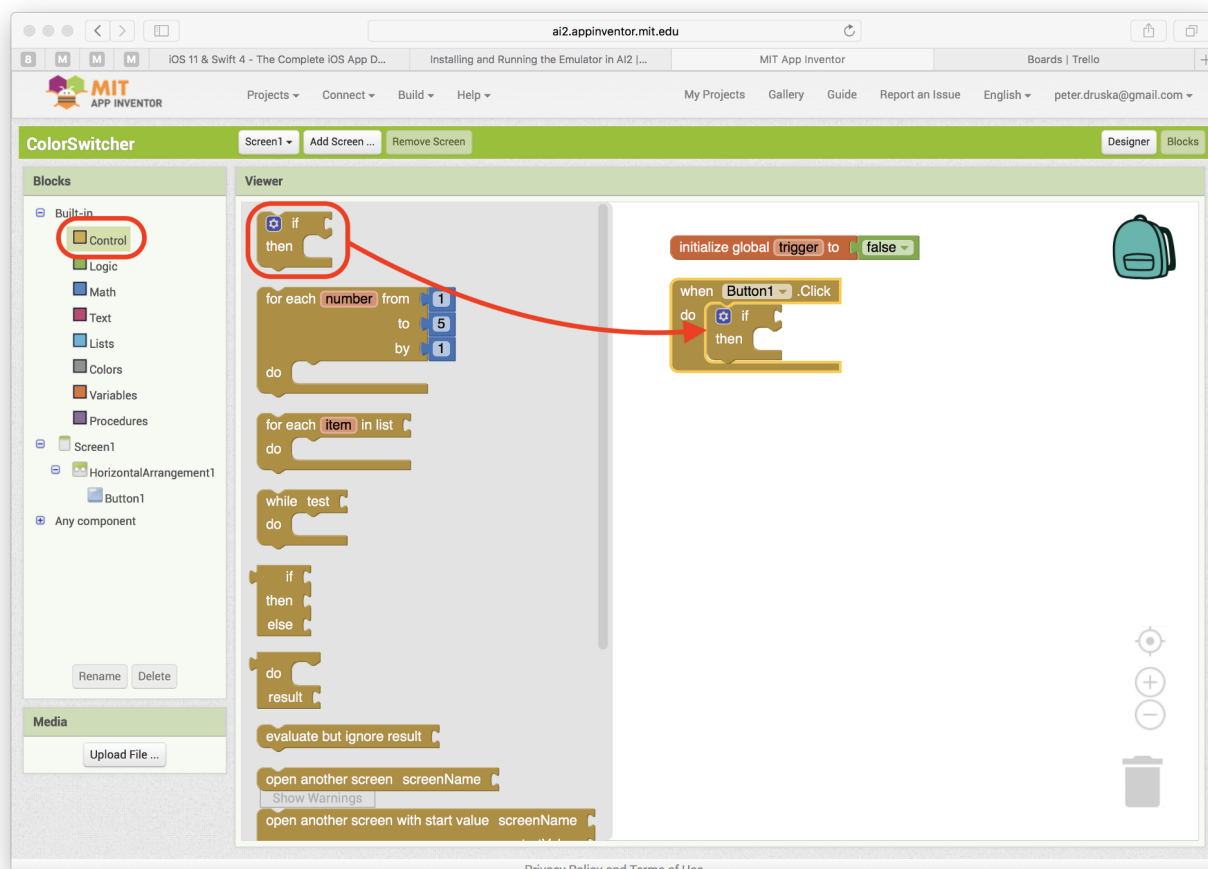 ai2.appinventor.mit.edu
8 M M M iOS 11 & Swift 4 - The Complete iOS App D... Installing and Running the Emulator in AI2 |... MIT App Inventor Boards | Trello
MIT
APP INVENTOR
Projects Connect Build Help My Projects Gallery Guide Report an Issue English peter.druska@gmail.com
ColorSwitcher Screen1 Add Screen ... Remove Screen Designer Blocks
Blocks
Built-in
Control
Logic
Math
Text
Lists
Colors
Variables
Procedures
Screen1
HorizontalArrangement1
Button1
Any component
Rename Delete
Media
Upload File ...
Viewer
if
then
for each number from 1
to 5
by 1
do
for each item in list
do
while test
do
if
then
else
do
result
evaluate but ignore result
open another screen screenName
Show Warnings
open another screen with start value screenName
initialize global trigger to false
when Button1 .Click
do if
then
Privacy Policy and Terms of Use